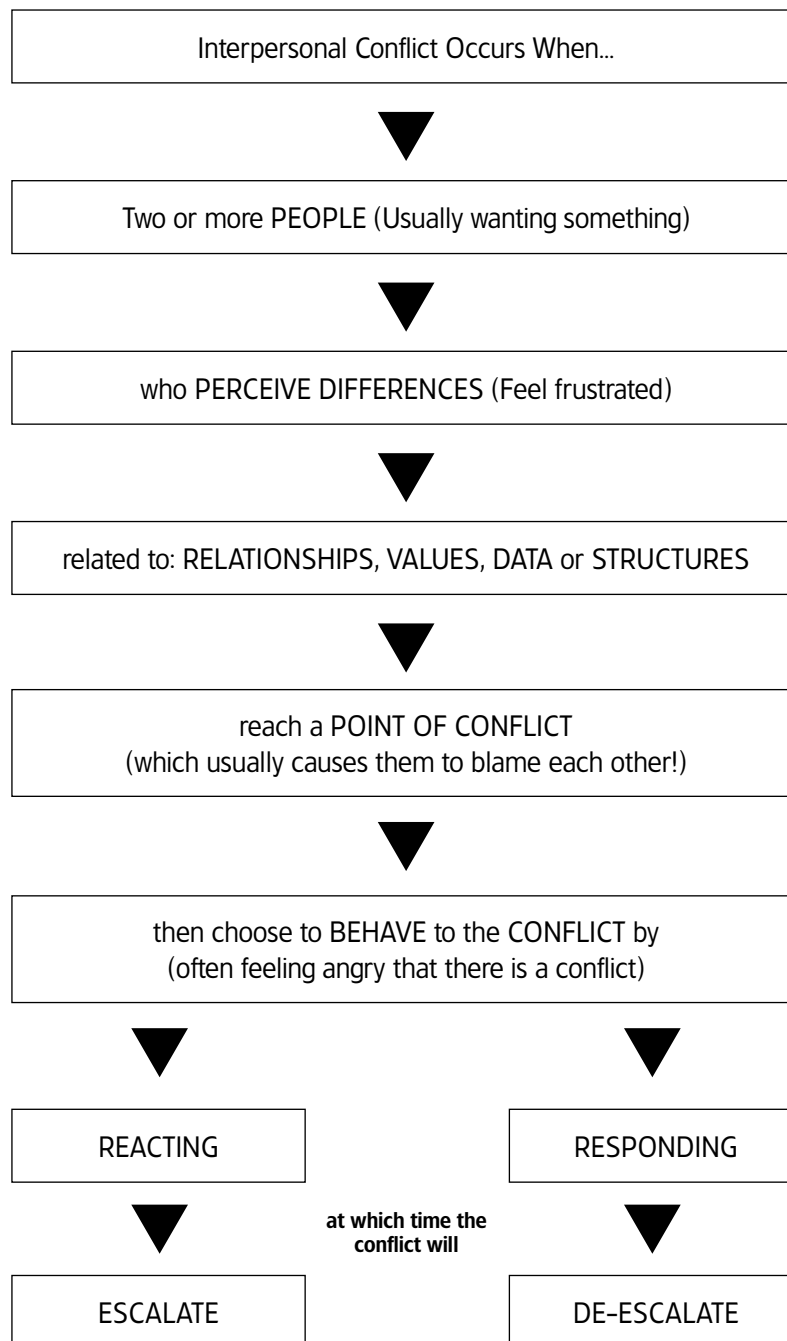 Interpersonal Conflict Occurs When...
Two or more PEOPLE (Usually wanting something)
who PERCEIVE DIFFERENCES (Feel frustrated)
related to: RELATIONSHIPS, VALUES, DATA or STRUCTURES
reach a POINT OF CONFLICT
(which usually causes them to blame each other!)
then choose to BEHAVE to the CONFLICT by
(often feeling angry that there is a conflict)
REACTING
RESPONDING
at which time the
conflict will
ESCALATE
DE-ESCALATE